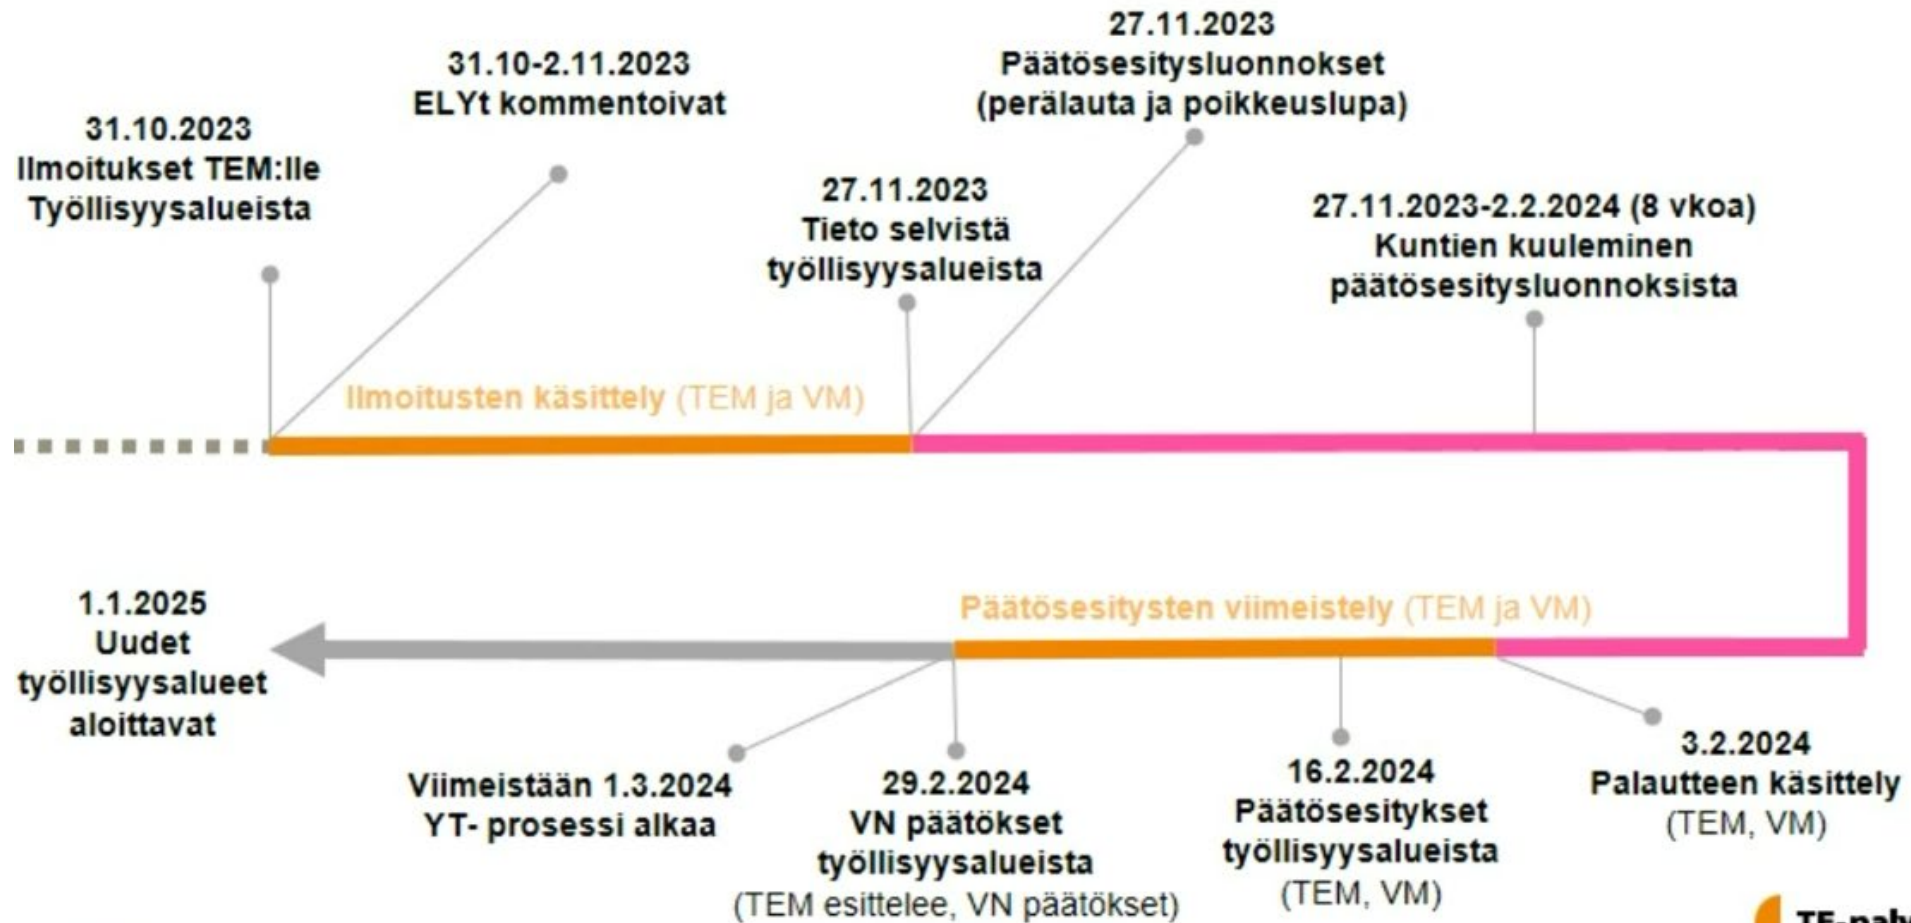 31.10.2023
Ilmoitukset TEM:lle
Työllisyysalueista
31.10-2.11.2023
ELYt kommentoivat
27.11.2023
Tieto selvistä
työllisyysalueista
27.11.2023
Päätösesitysluonnokset
(perälauta ja poikkeuslupa)
27.11.2023-2.2.2024 (8 vkoa)
Kuntien kuuleminen
päätösesitysluonnoksista
Ilmoitusten käsittely (TEM ja VM)
Päätösesitysten viimeistely (TEM ja VM)
3.2.2024
Palautteen käsittely
(TEM, VM)
16.2.2024
Päätösesitykset
työllisyysalueista
(TEM, VM)
29.2.2024
VN päätökset
työllisyysalueista
(TEM esittelee, VN päätökset)
Viimeistään 1.3.2024
YT- prosessi alkaa
1.1.2025
Uudet
työllisyysalueet
aloittavat